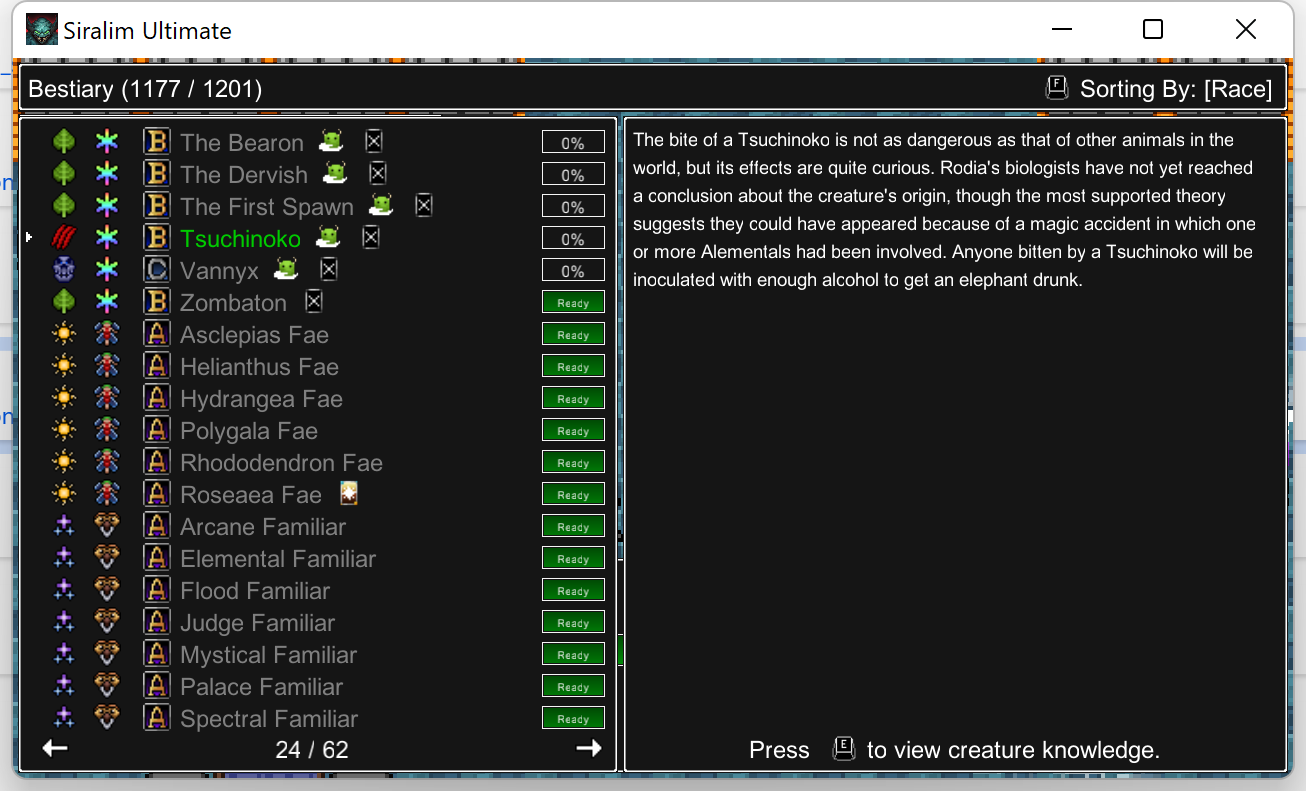 Siralim Ultimate
Bestiary (1177 / 1201)
F Sorting By: [Race]
B The Bearon 0%
B The Dervish 0%
B The First Spawn 0%
B Tsuchinoko 0%
C Vannyx 0%
B Zombaton Ready
A Asclepias Fae Ready
A Helianthus Fae Ready
A Hydrangea Fae Ready
A Polygala Fae Ready
A Rhododendron Fae Ready
A Roseaea Fae Ready
A Arcane Familiar Ready
A Elemental Familiar Ready
A Flood Familiar Ready
A Judge Familiar Ready
A Mystical Familiar Ready
A Palace Familiar Ready
A Spectral Familiar Ready
24 / 62
The bite of a Tsuchinoko is not as dangerous as that of other animals in the
world, but its effects are quite curious. Rodia's biologists have not yet reached
a conclusion about the creature's origin, though the most supported theory
suggests they could have appeared because of a magic accident in which one
or more Alementals had been involved. Anyone bitten by a Tsuchinoko will be
inoculated with enough alcohol to get an elephant drunk.
Press E to view creature knowledge.